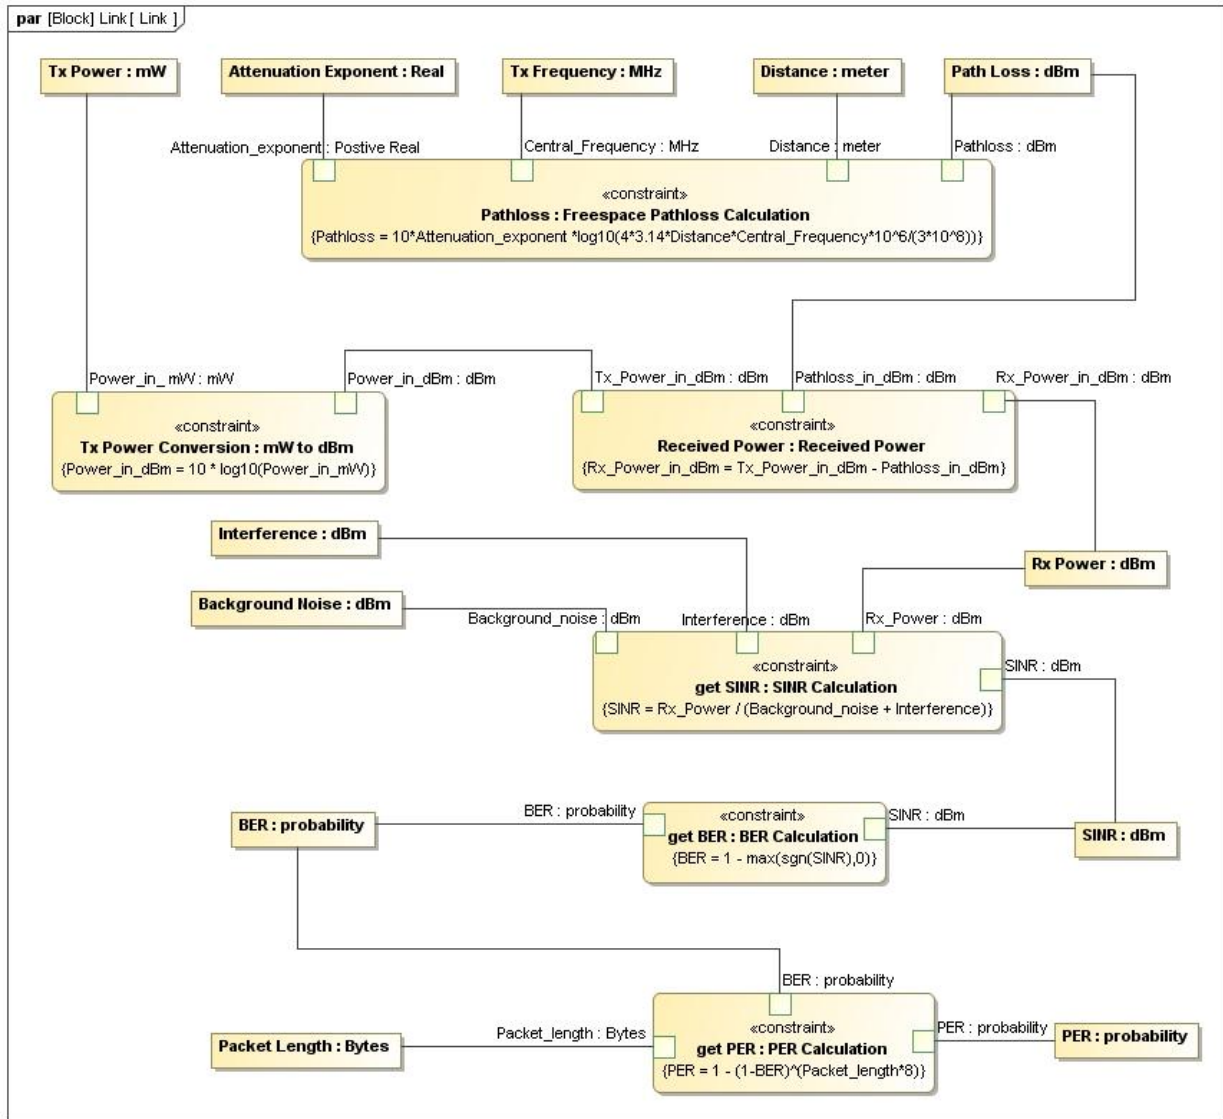 par [Block] Link [ Link ]
Tx Power : mW
Attenuation Exponent : Real
Tx Frequency : MHz
Distance : meter
Path Loss : dBm
Attenuation_exponent : Postive Real
Central_Frequency : MHz
Distance : meter
Pathloss : dBm
«constraint»
Pathloss : Freespace Pathloss Calculation
{Pathloss = 10*Attenuation_exponent *log10(4*3.14*Distance*Central_Frequency*10^6/(3*10^8))}
Power_in_ mW : mW
Power_in_dBm : dBm
Tx_Power_in_dBm : dBm
Pathloss_in_dBm : dBm
Rx_Power_in_dBm : dBm
«constraint»
Tx Power Conversion : mW to dBm
{Power_in_dBm = 10 * log10(Power_in_mW)}
«constraint»
Received Power : Received Power
{Rx_Power_in_dBm = Tx_Power_in_dBm - Pathloss_in_dBm}
Interference : dBm
Rx Power : dBm
Background Noise : dBm
Background_noise : dBm
Interference : dBm
Rx_Power : dBm
«constraint»
get SINR : SINR Calculation
{SINR = Rx_Power / (Background_noise + Interference)}
SINR : dBm
BER : probability
BER : probability
«constraint»
get BER : BER Calculation
{BER = 1 - max(sgn(SINR),0)}
SINR : dBm
SINR : dBm
BER : probability
Packet Length : Bytes
Packet_length : Bytes
«constraint»
get PER : PER Calculation
{PER = 1 - (1-BER)^(Packet_length*8)}
PER : probability
PER : probability